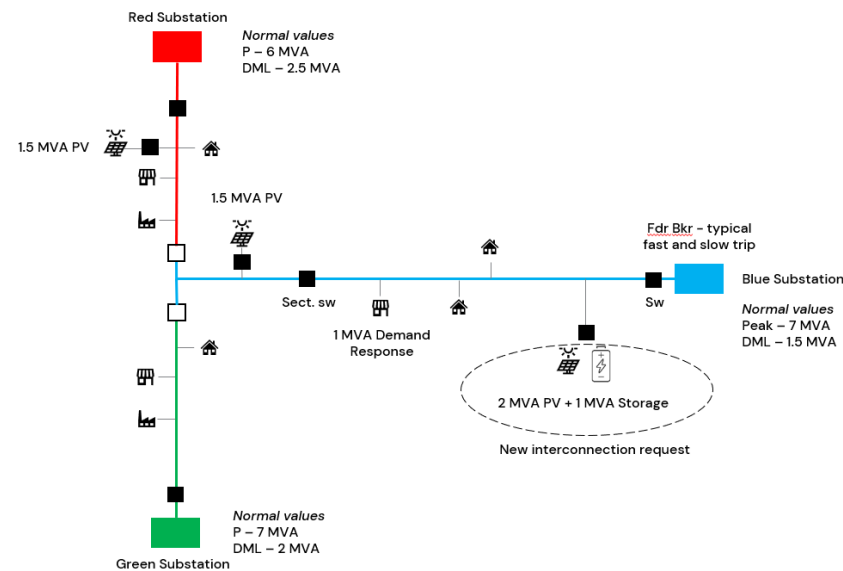 Red Substation
Normal values
P – 6 MVA
DML – 2.5 MVA
1.5 MVA PV
1.5 MVA PV
Fdr Bkr - typical
fast and slow trip
Blue Substation
Sect. sw
Sw
Normal values
Peak – 7 MVA
DML – 1.5 MVA
1 MVA Demand
Response
2 MVA PV + 1 MVA Storage
New interconnection request
Normal values
P – 7 MVA
DML – 2 MVA
Green Substation